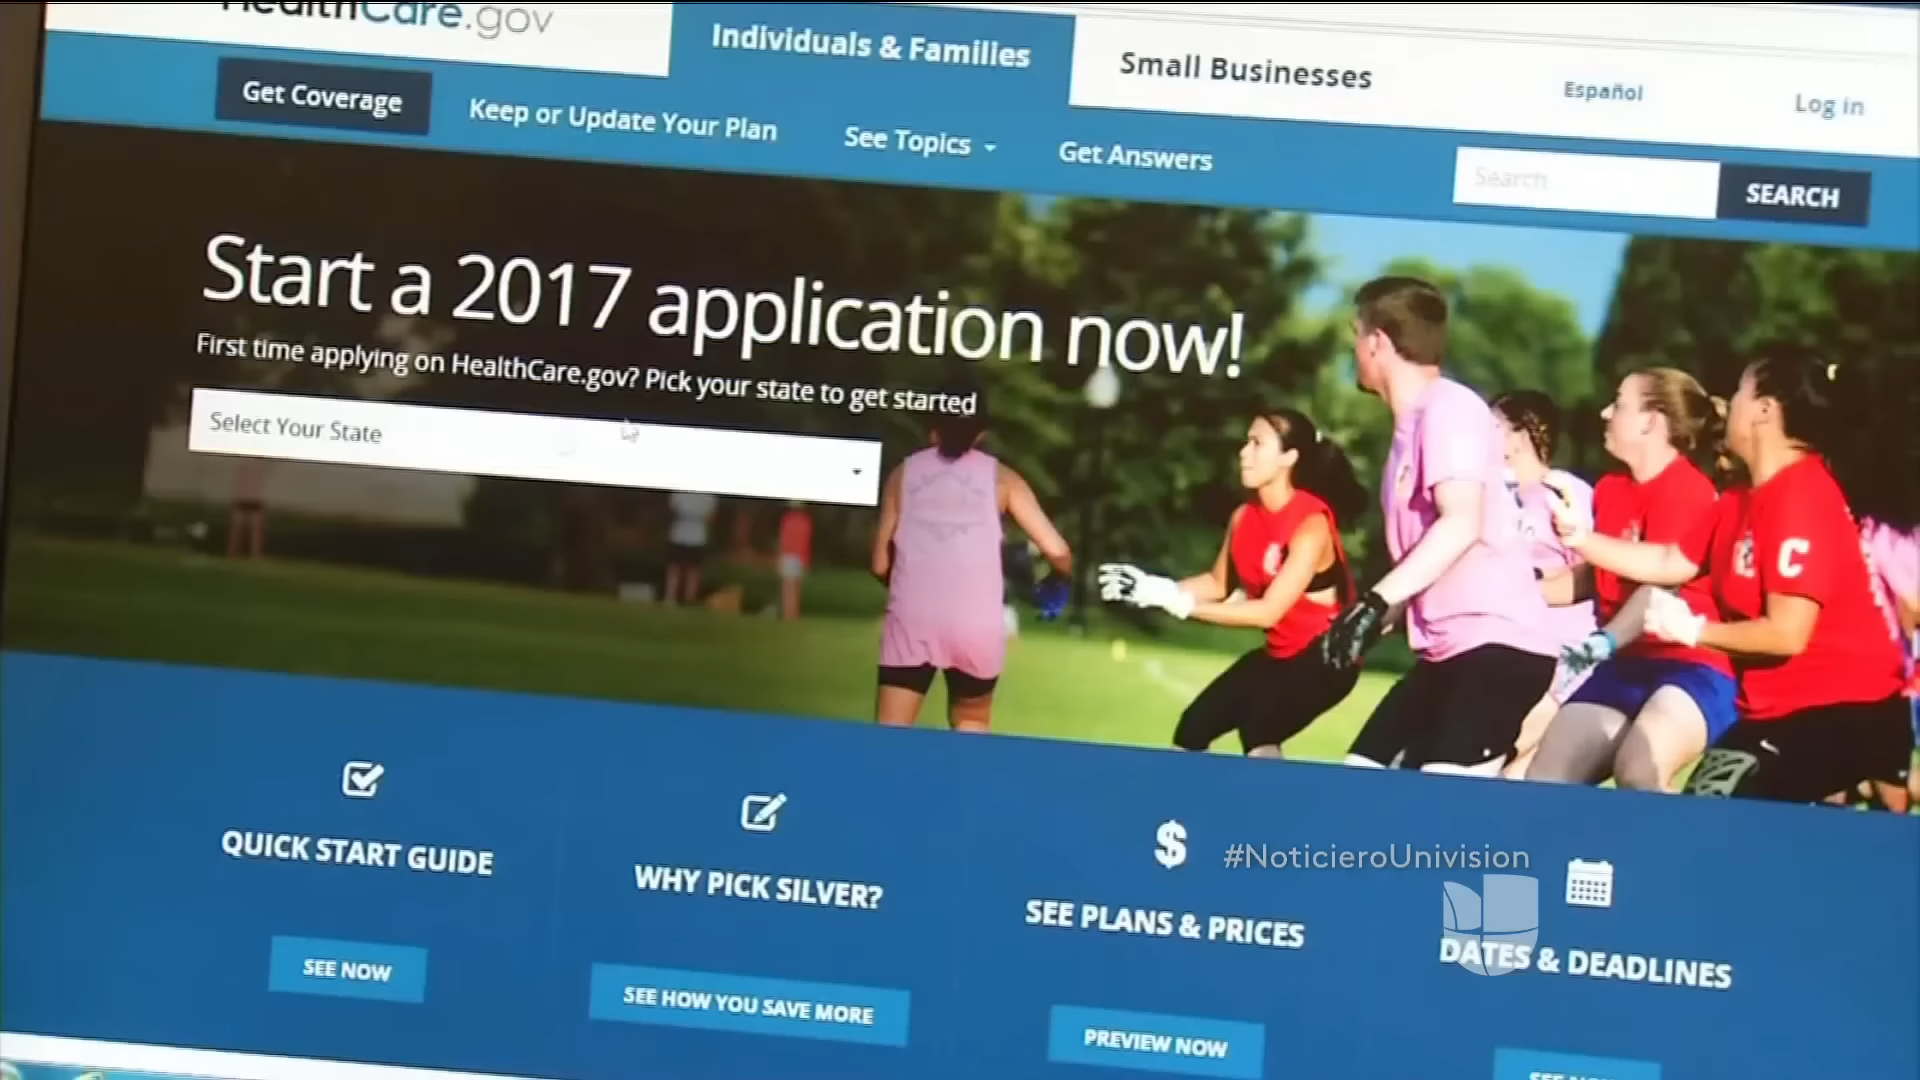 HealthCare.gov
Individuals & Families
Small Businesses
Español
Log in
Get Coverage
Keep or Update Your Plan
See Topics
Get Answers
Search
SEARCH
Start a 2017 application now!
First time applying on HealthCare.gov? Pick your state to get started
Select Your State
C
QUICK START GUIDE
WHY PICK SILVER?
SEE PLANS & PRICES
DATES & DEADLINES
#NoticieroUnivision
SEE NOW
SEE HOW YOU SAVE MORE
PREVIEW NOW
SEE NOW